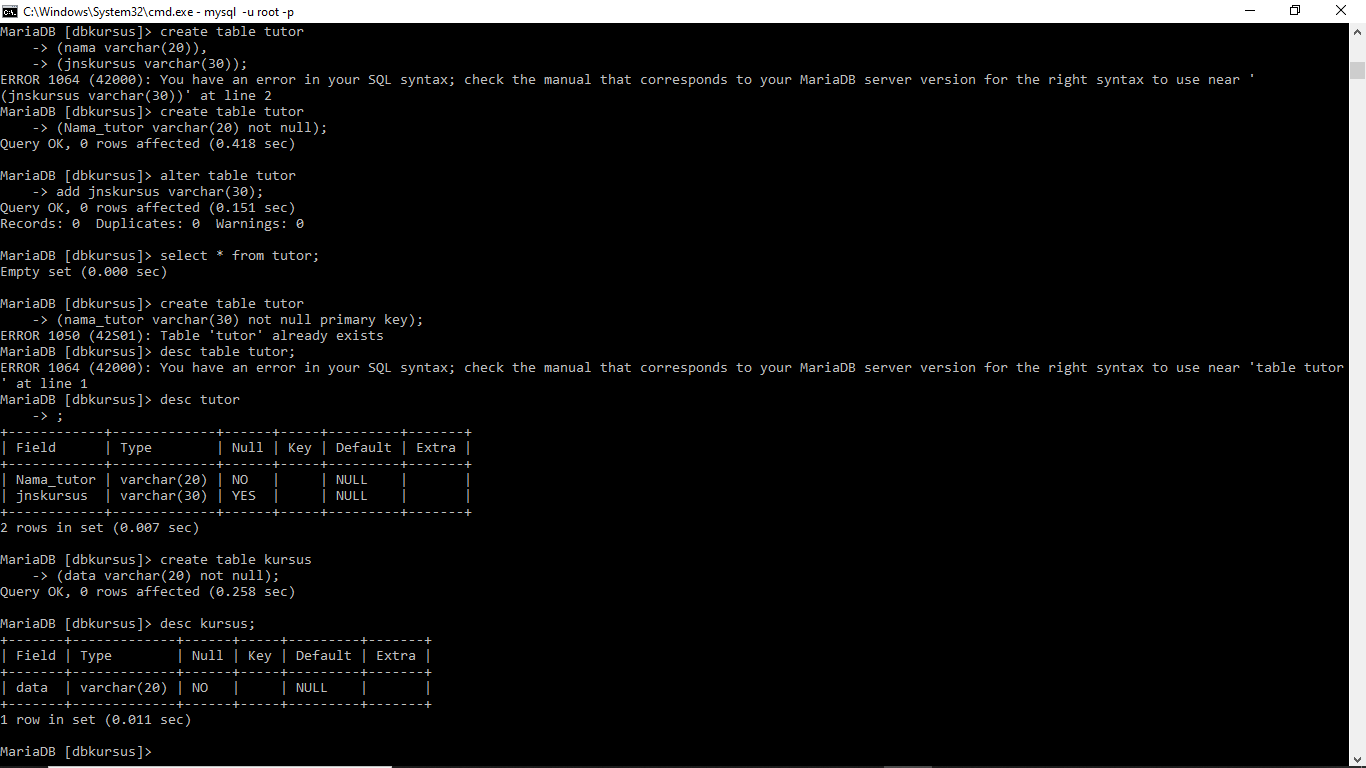 C:\Windows\System32\cmd.exe - mysql -u root -p
MariaDB [dbkursus]> create table tutor
    -> (nama varchar(20)),
    -> (jnskursus varchar(30));
ERROR 1064 (42000): You have an error in your SQL syntax; check the manual that corresponds to your MariaDB server version for the right syntax to use near '
(jnskursus varchar(30))' at line 2
MariaDB [dbkursus]> create table tutor
    -> (Nama_tutor varchar(20) not null);
Query OK, 0 rows affected (0.418 sec)

MariaDB [dbkursus]> alter table tutor
    -> add jnskursus varchar(30);
Query OK, 0 rows affected (0.151 sec)
Records: 0  Duplicates: 0  Warnings: 0

MariaDB [dbkursus]> select * from tutor;
Empty set (0.000 sec)

MariaDB [dbkursus]> create table tutor
    -> (nama_tutor varchar(30) not null primary key);
ERROR 1050 (42S01): Table 'tutor' already exists
MariaDB [dbkursus]> desc table tutor;
ERROR 1064 (42000): You have an error in your SQL syntax; check the manual that corresponds to your MariaDB server version for the right syntax to use near 'table tutor
' at line 1
MariaDB [dbkursus]> desc tutor
    -> ;
+------------+-------------+------+-----+---------+-------+
| Field      | Type        | Null | Key | Default | Extra |
+------------+-------------+------+-----+---------+-------+
| Nama_tutor | varchar(20) | NO   |     | NULL    |       |
| jnskursus  | varchar(30) | YES  |     | NULL    |       |
+------------+-------------+------+-----+---------+-------+
2 rows in set (0.007 sec)

MariaDB [dbkursus]> create table kursus
    -> (data varchar(20) not null);
Query OK, 0 rows affected (0.258 sec)

MariaDB [dbkursus]> desc kursus;
+-------+-------------+------+-----+---------+-------+
| Field | Type        | Null | Key | Default | Extra |
+-------+-------------+------+-----+---------+-------+
| data  | varchar(20) | NO   |     | NULL    |       |
+-------+-------------+------+-----+---------+-------+
1 row in set (0.011 sec)

MariaDB [dbkursus]>